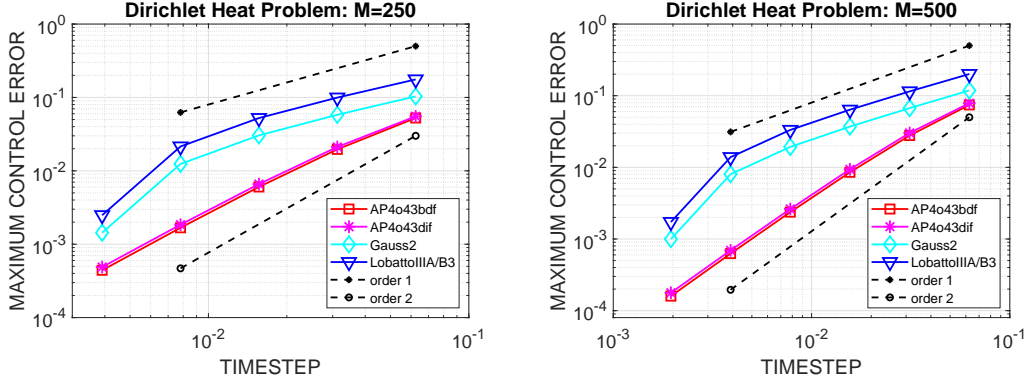 Dirichlet Heat Problem: M=250
MAXIMUM CONTROL ERROR
10^0
10^-1
10^-2
10^-3
10^-4
AP4o43bdf
AP4o43dif
Gauss2
LobattoIIIA/B3
order 1
order 2
10^-2
10^-1
TIMESTEP
Dirichlet Heat Problem: M=500
MAXIMUM CONTROL ERROR
10^0
10^-1
10^-2
10^-3
10^-4
AP4o43bdf
AP4o43dif
Gauss2
LobattoIIIA/B3
order 1
order 2
10^-3
10^-2
10^-1
TIMESTEP